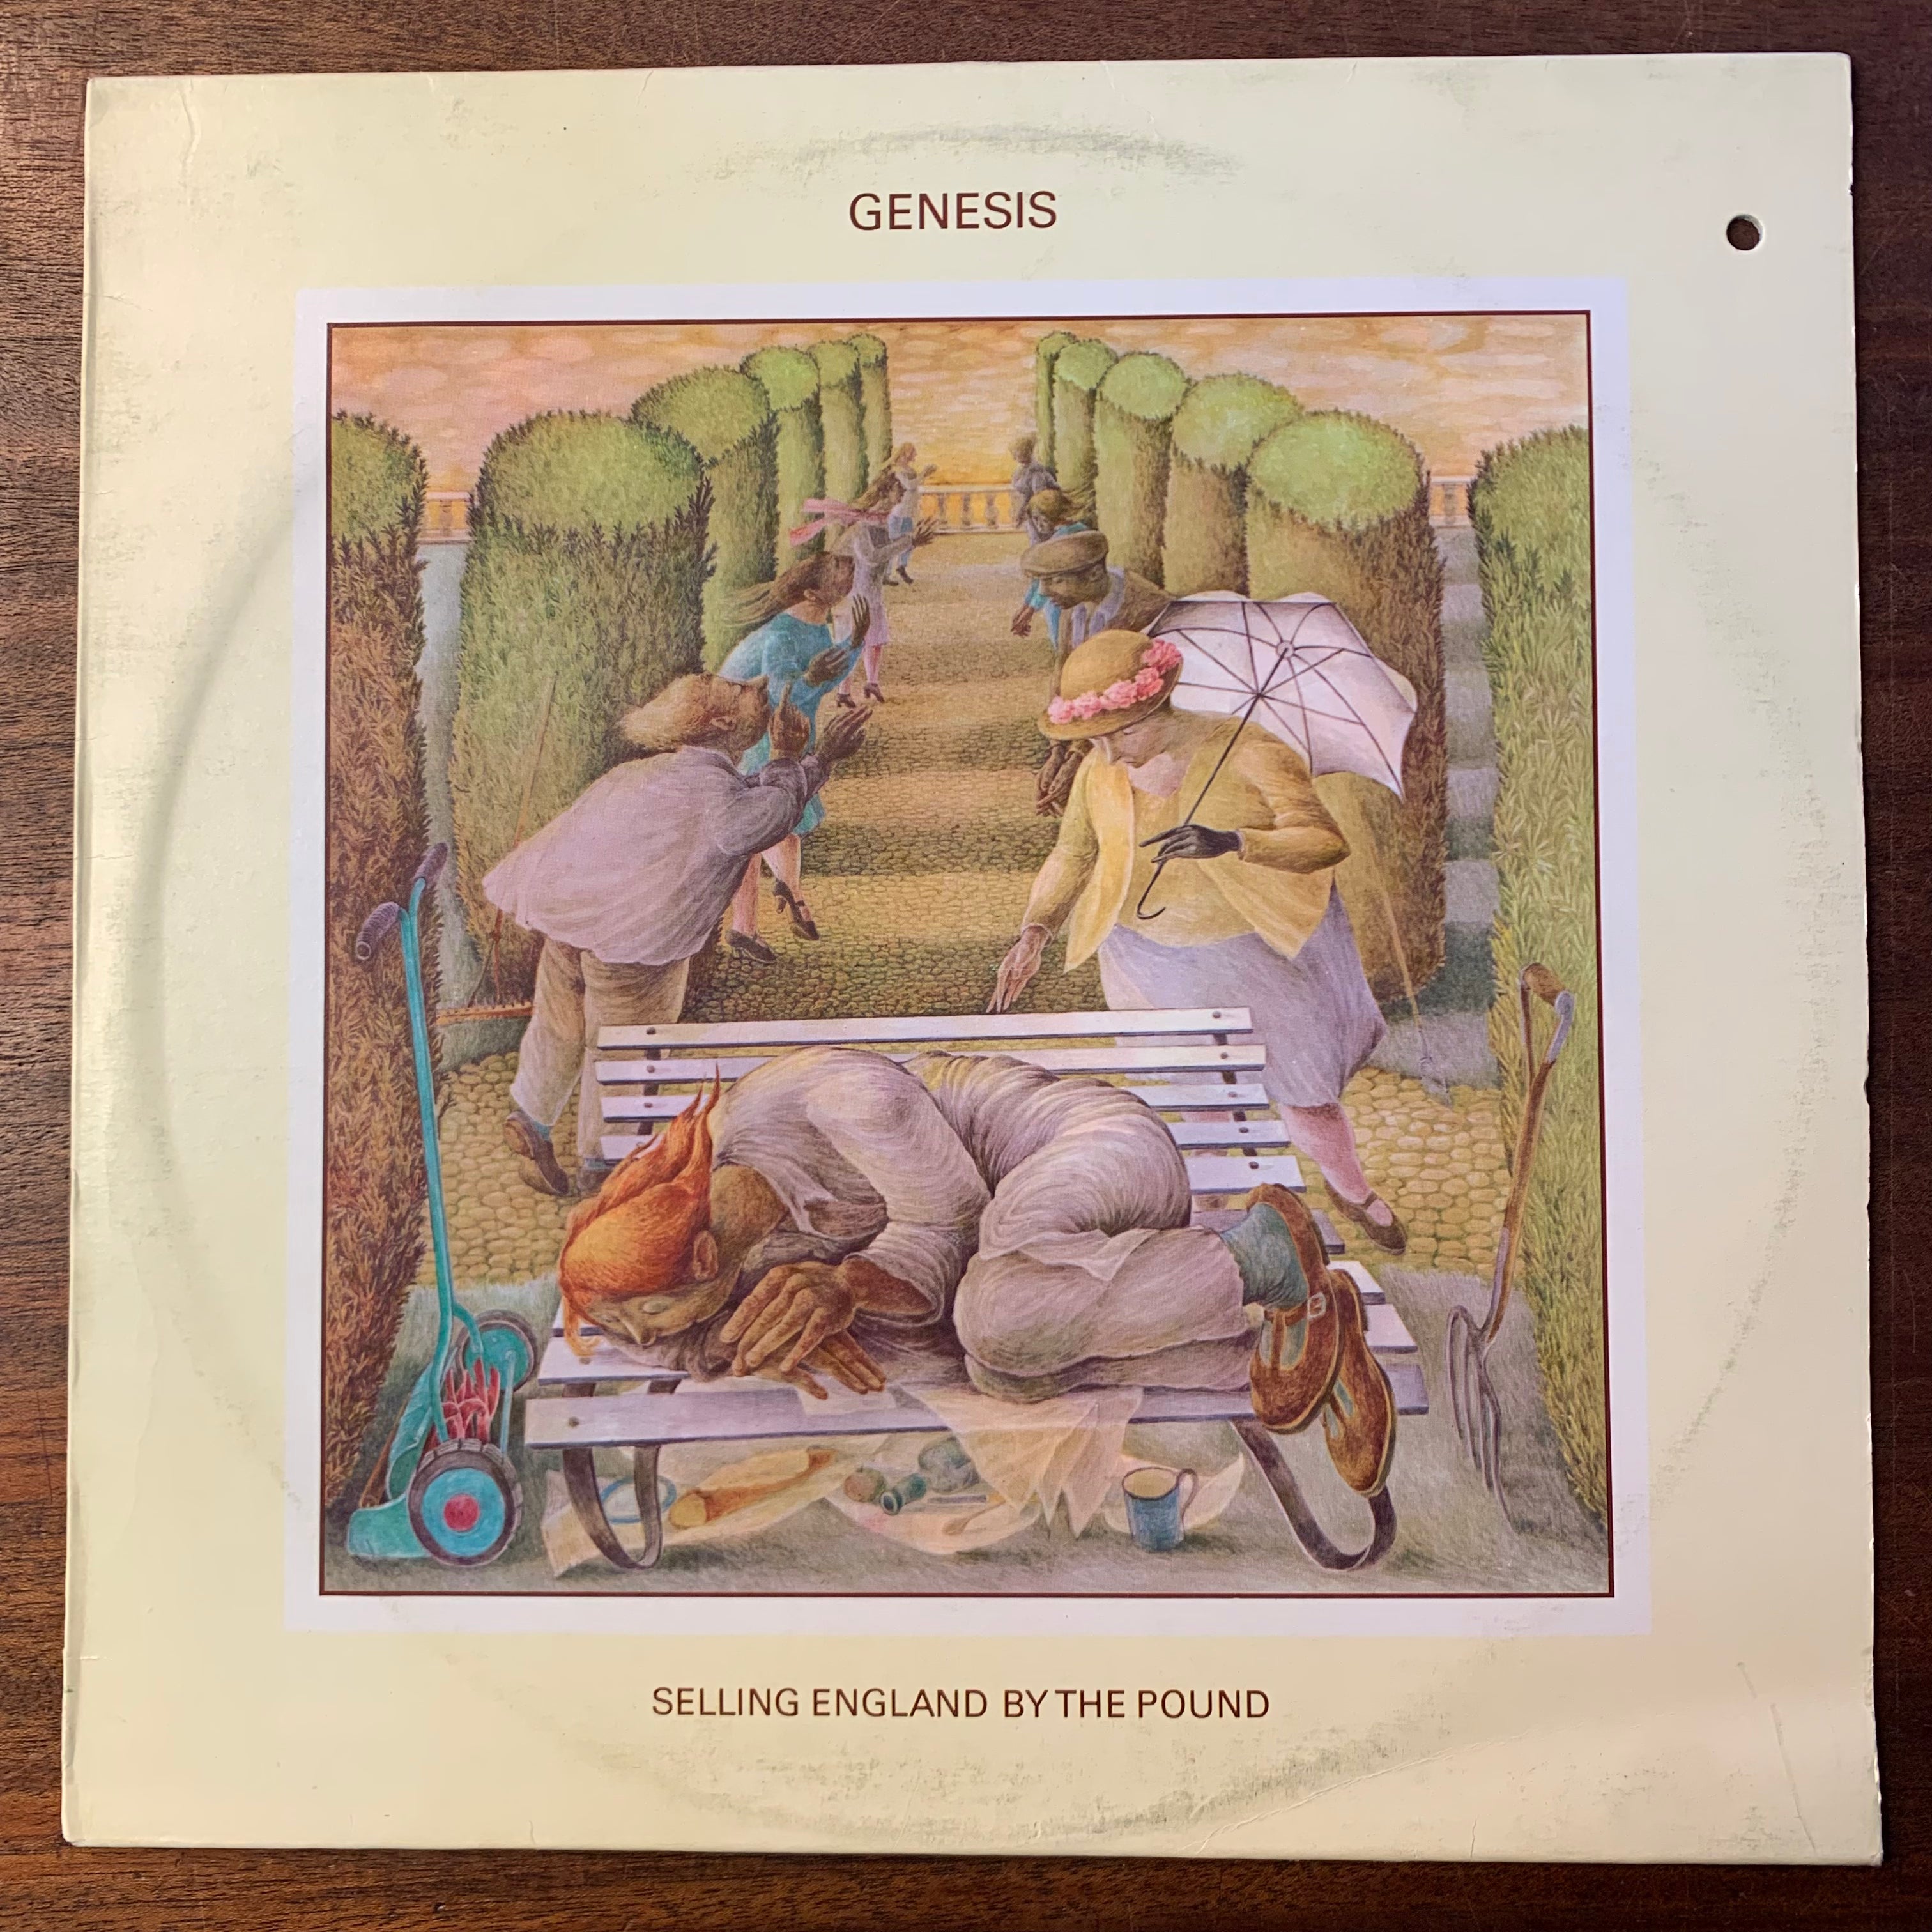 GENESIS
SELLING ENGLAND BY THE POUND